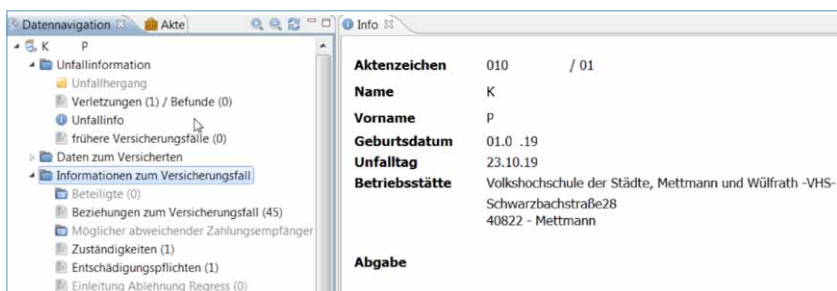 Datennavigation
Akte
K P
Unfallinformation
Unfallhergang
Verletzungen (1) / Befunde (0)
Unfallinfo
frühere Versicherungsfälle (0)
Daten zum Versicherten
Informationen zum Versicherungsfall
Beteiligte (0)
Beziehungen zum Versicherungsfall (45)
Möglicher abweichender Zahlungsempfänger
Zuständigkeiten (1)
Entschädigungspflichten (1)
Einleitung Ablehnung Regress (0)
Info
Aktenzeichen 010 / 01
Name K
Vorname P
Geburtsdatum 01.0 .19
Unfalltag 23.10.19
Betriebsstätte Volkshochschule der Städte, Mettmann und Wülfrath -VHS-
Schwarzbachstraße28
40822 - Mettmann
Abgabe